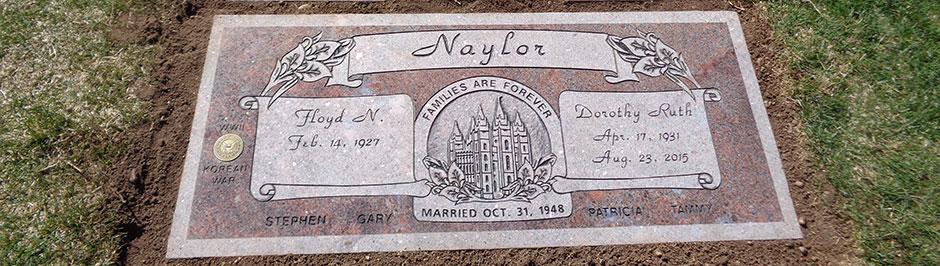 Naylor
FAMILIES ARE FOREVER
Floyd N.
Feb. 14, 1927
Dorothy Ruth
Apr. 17, 1931
Aug. 23, 2015
WWII
KOREAN
WAR
MARRIED OCT. 31, 1948
STEPHEN GARY PATRICIA TAMMY